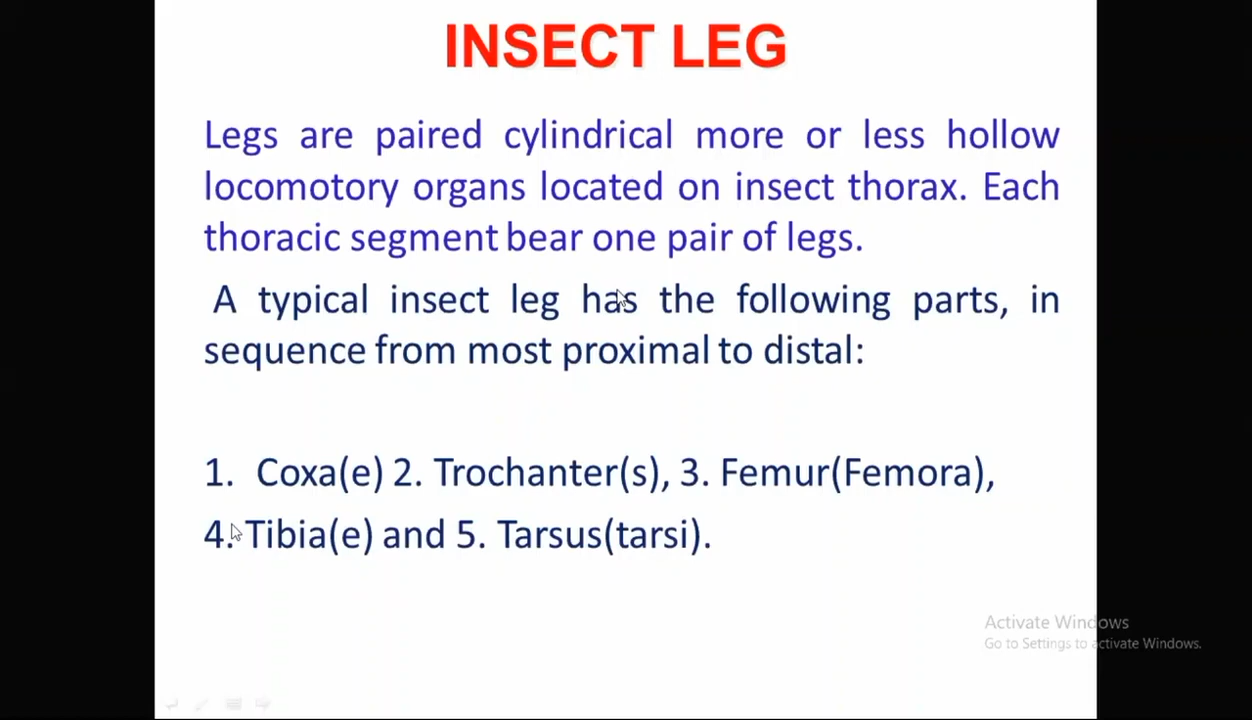 INSECT LEG
Legs are paired cylindrical more or less hollow
locomotory organs located on insect thorax. Each
thoracic segment bear one pair of legs.
A typical insect leg has the following parts, in
sequence from most proximal to distal:
1. Coxa(e) 2. Trochanter(s), 3. Femur(Femora),
4. Tibia(e) and 5. Tarsus(tarsi).
Activate Windows
Go to Settings to activate Windows.